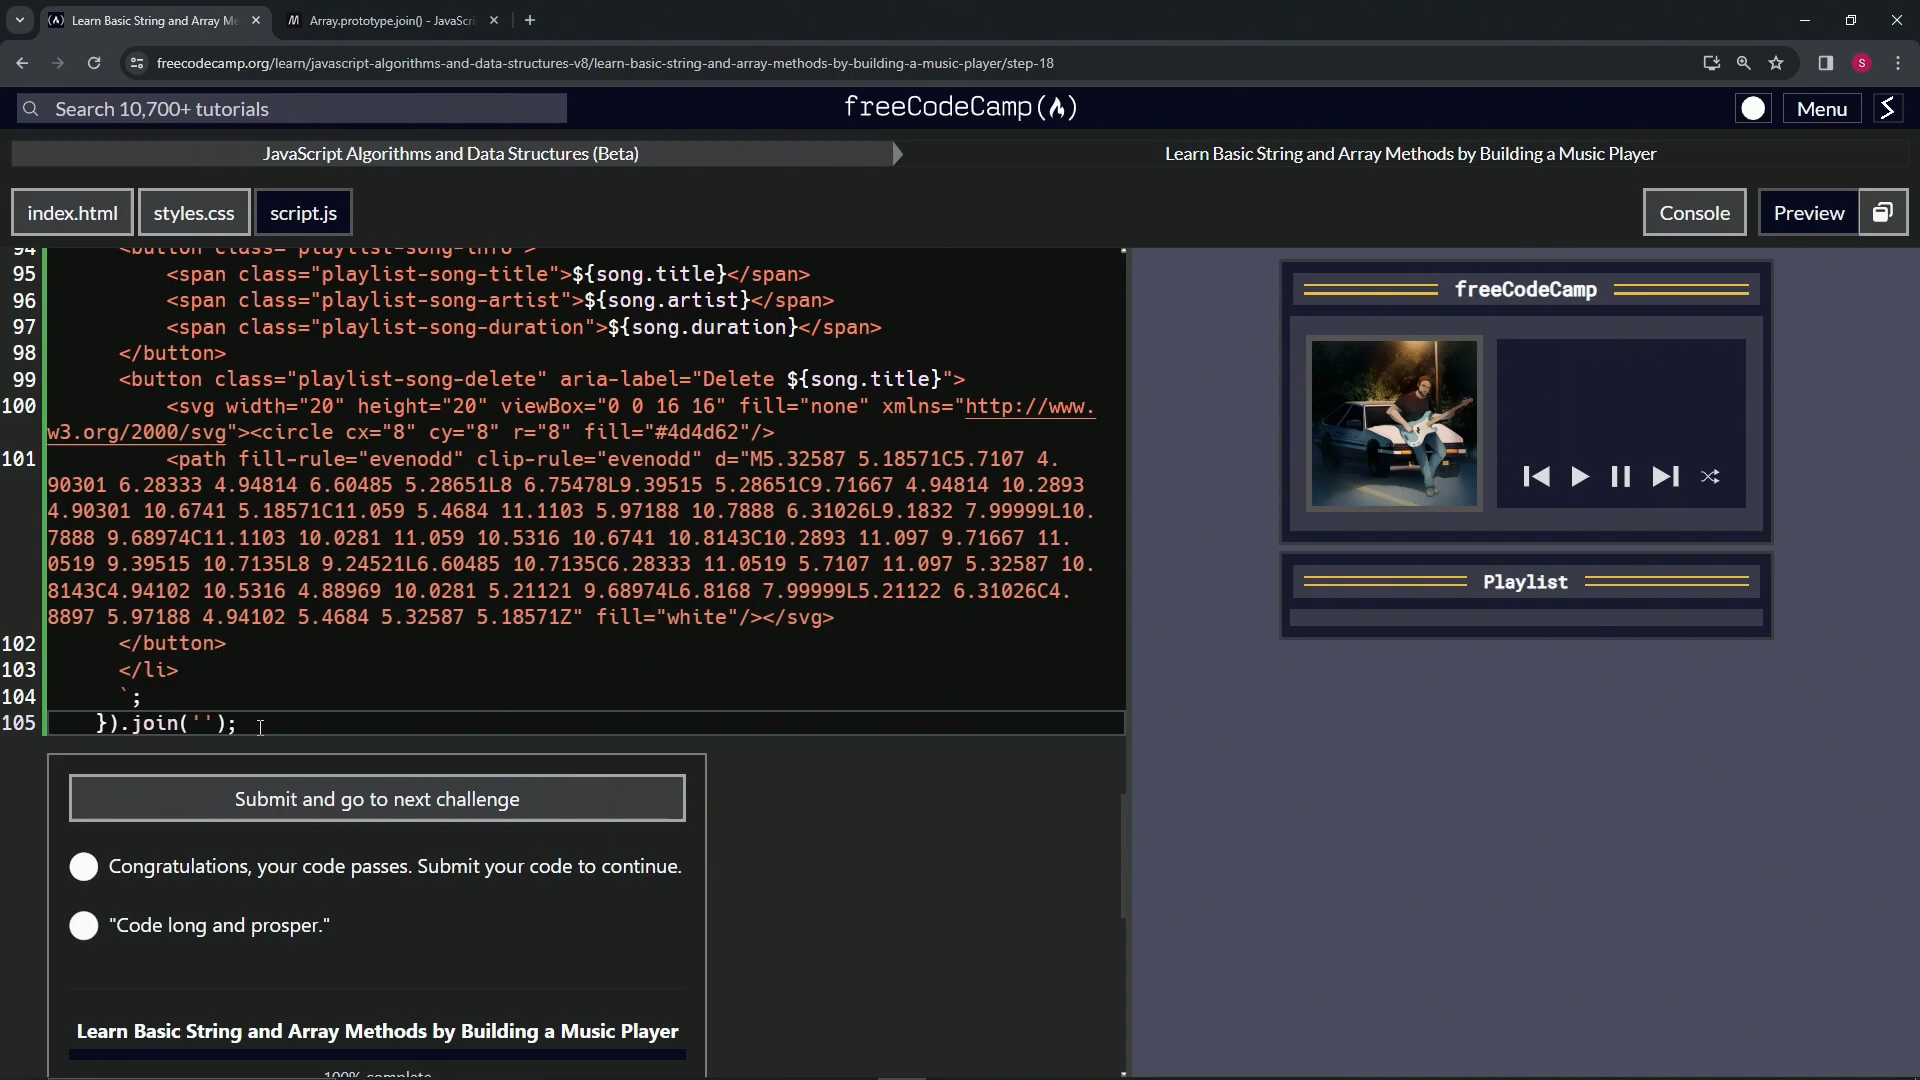 Learn Basic String and Array M
Array.prototype.join() - JavaScri
freecodecamp.org/learn/javascript-algorithms-and-data-structures-v8/learn-basic-string-and-array-methods-by-building-a-music-player/step-18
S
Search 10,700+ tutorials
freeCodeCamp(🔥)
Menu
JavaScript Algorithms and Data Structures (Beta)
Learn Basic String and Array Methods by Building a Music Player
index.html
styles.css
script.js
Console
Preview
94 <button class="playlist-song-info">
95 <span class="playlist-song-title">${song.title}</span>
96 <span class="playlist-song-artist">${song.artist}</span>
97 <span class="playlist-song-duration">${song.duration}</span>
98 </button>
99 <button class="playlist-song-delete" aria-label="Delete ${song.title}">
100 <svg width="20" height="20" viewBox="0 0 16 16" fill="none" xmlns="http://www.
w3.org/2000/svg"><circle cx="8" cy="8" r="8" fill="#4d4d62"/>
101 <path fill-rule="evenodd" clip-rule="evenodd" d="M5.32587 5.18571C5.7107 4.
90301 6.28333 4.94814 6.60485 5.28651L8 6.75478L9.39515 5.28651C9.71667 4.94814 10.2893
4.90301 10.6741 5.18571C11.059 5.4684 11.1103 5.97188 10.7888 6.31026L9.1832 7.99999L10.
7888 9.68974C11.1103 10.0281 11.059 10.5316 10.6741 10.8143C10.2893 11.097 9.71667 11.
0519 9.39515 10.7135L8 9.24521L6.60485 10.7135C6.28333 11.0519 5.7107 11.097 5.32587 10.
8143C4.94102 10.5316 4.88969 10.0281 5.21121 9.68974L6.8168 7.99999L5.21122 6.31026C4.
8897 5.97188 4.94102 5.4684 5.32587 5.18571Z" fill="white"/></svg>
102 </button>
103 </li>
104 `;
105 }).join('');
Submit and go to next challenge
Congratulations, your code passes. Submit your code to continue.
"Code long and prosper."
Learn Basic String and Array Methods by Building a Music Player
100% complete
freeCodeCamp
Playlist